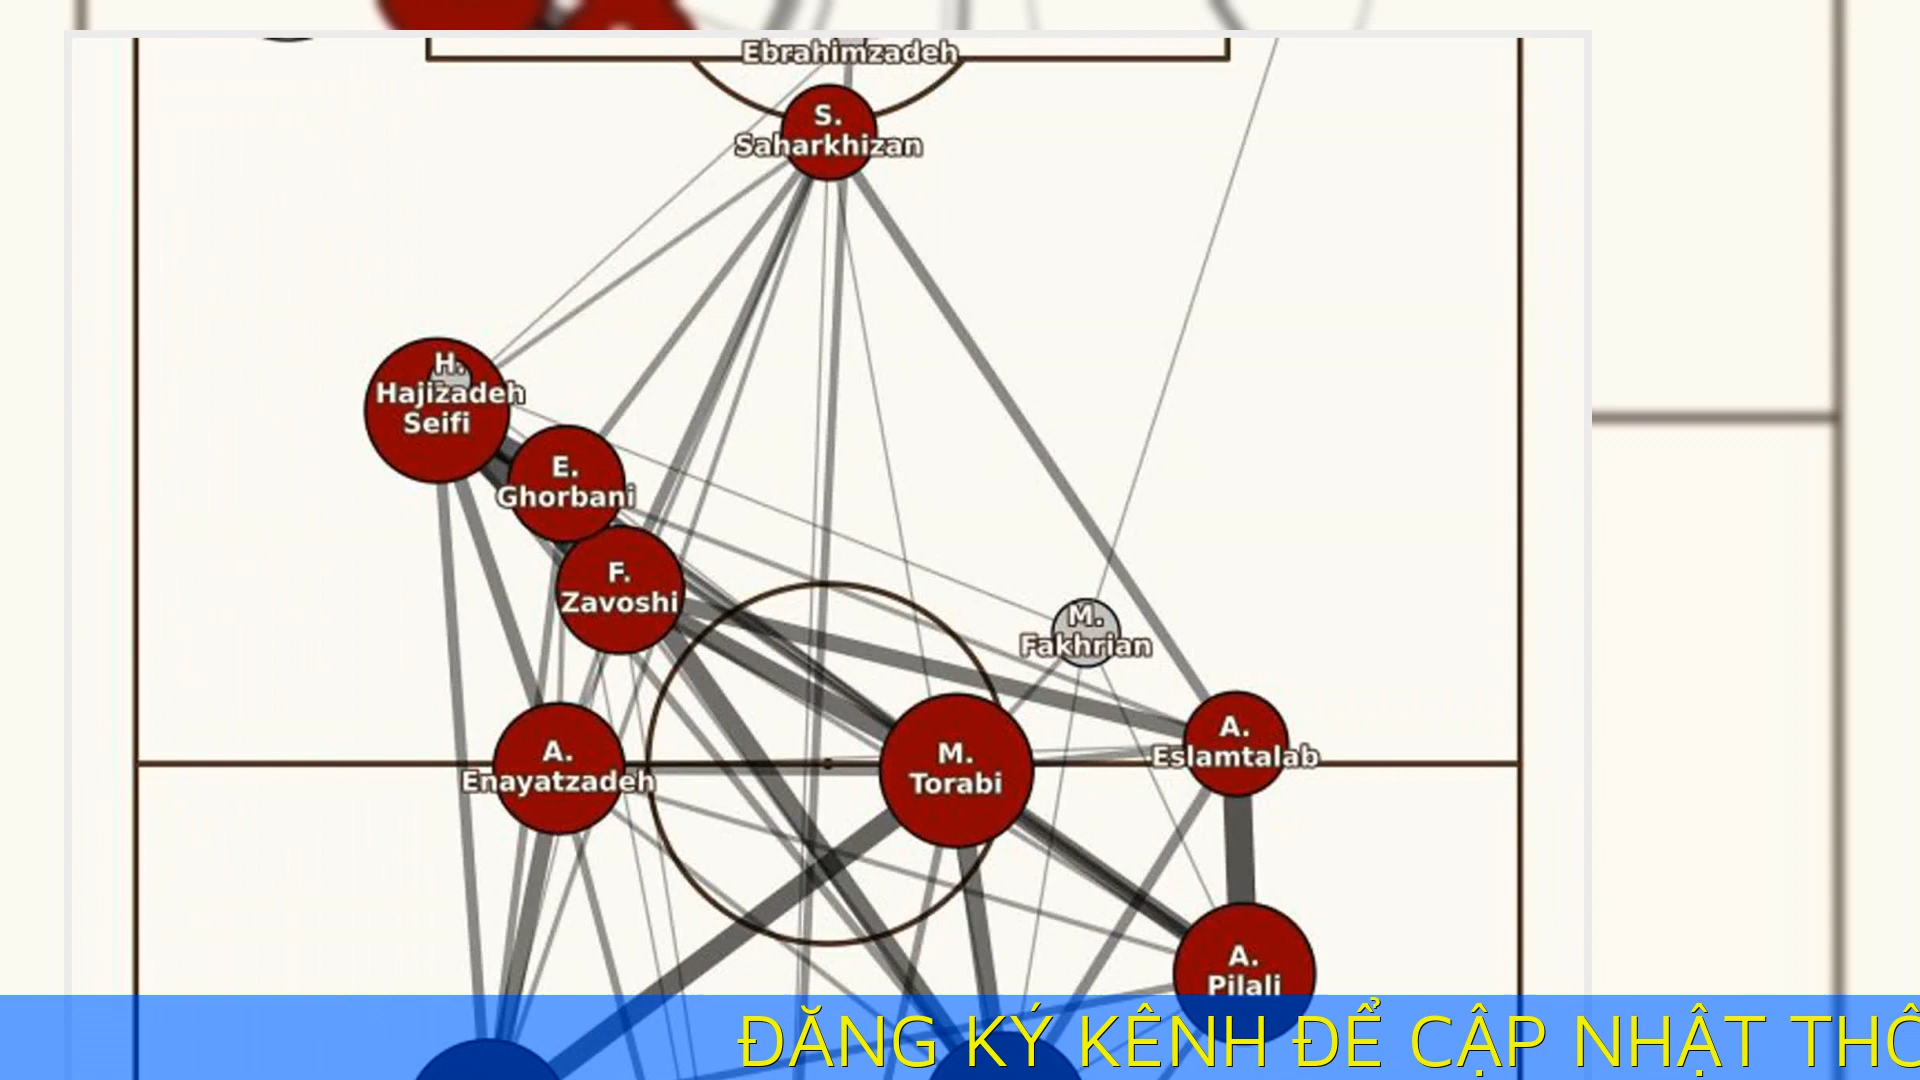 Ebrahimzadeh
S.
Saharkhizan
H.
Hajizadeh
Seifi
E.
Ghorbani
F.
Zavoshi
M.
Fakhrian
A.
Eslamtalab
A.
Enayatzadeh
M.
Torabi
A.
Pilali
ĐĂNG KÝ KÊNH ĐỂ CẬP NHẬT THÔ